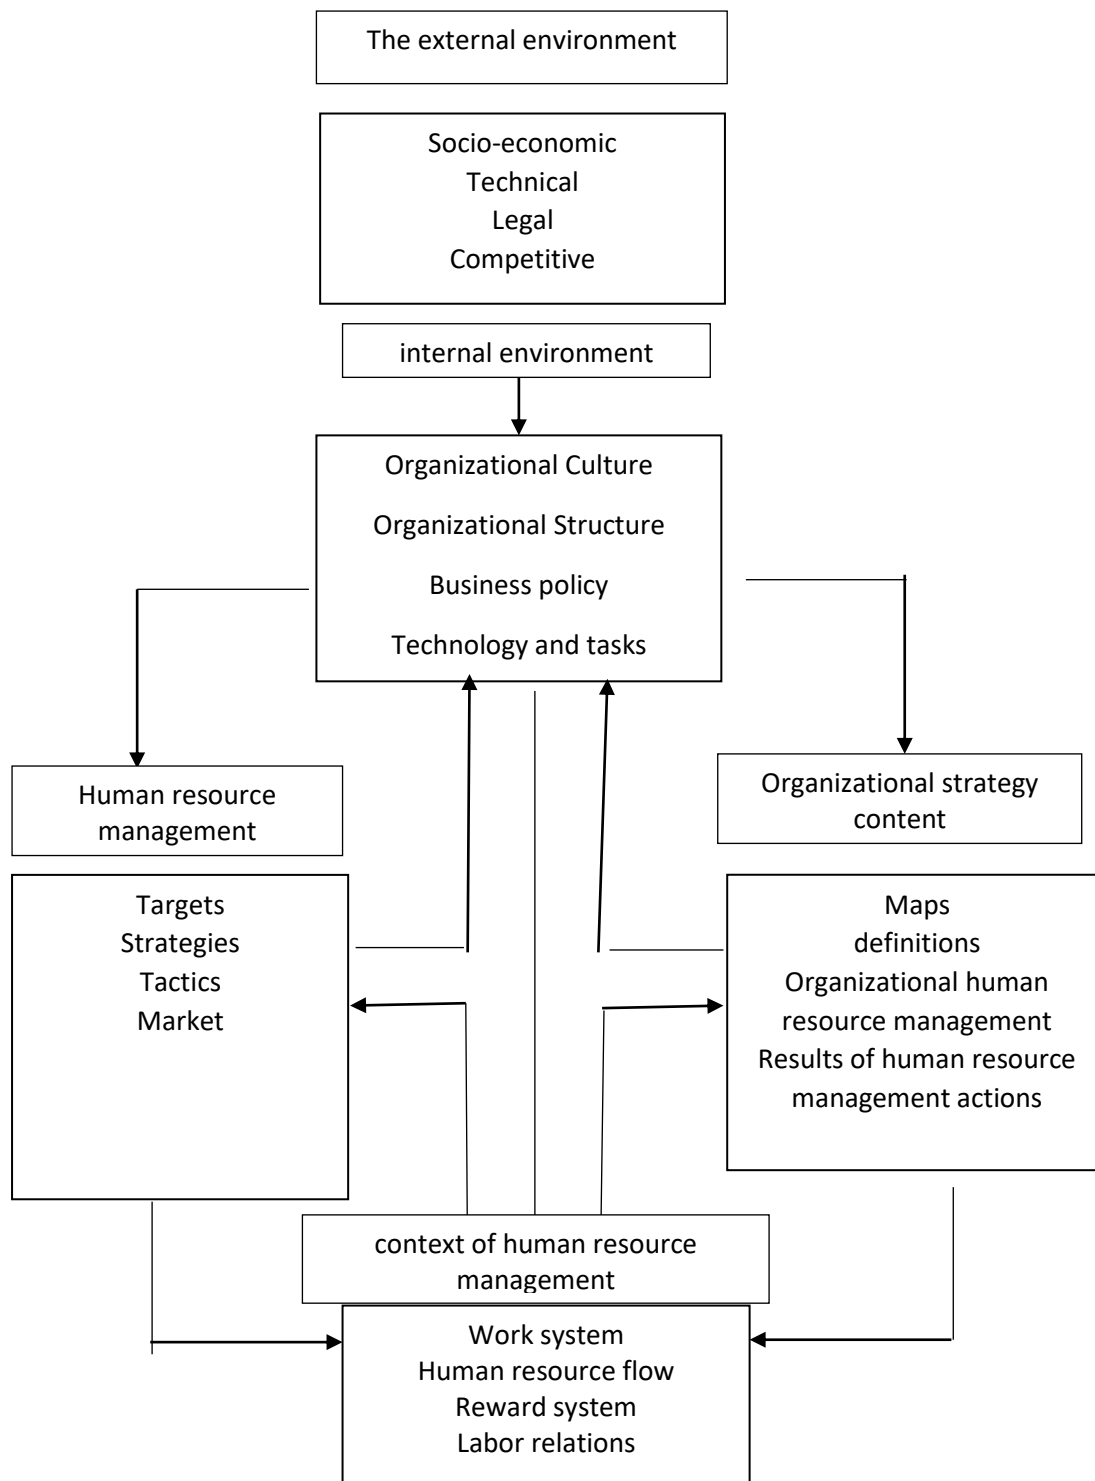 The external environment
Socio-economic
Technical
Legal
Competitive
internal environment
Organizational Culture
Organizational Structure
Business policy
Technology and tasks
Human resource
management
Organizational strategy
content
Targets
Strategies
Tactics
Market
Maps
definitions
Organizational human
resource management
Results of human resource
management actions
context of human resource
management
Work system
Human resource flow
Reward system
Labor relations